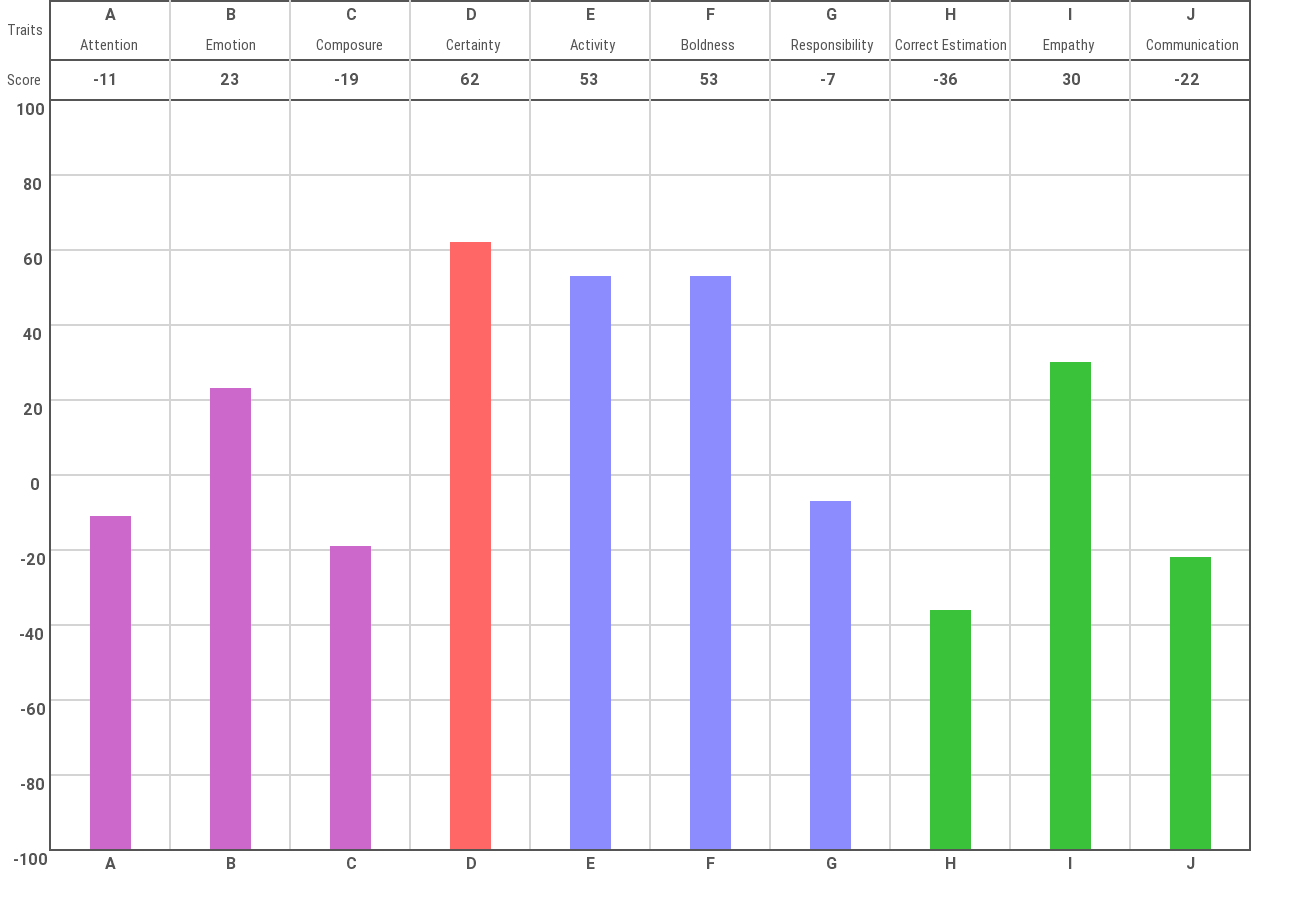 A B C D E F G H I J
Traits
Attention Emotion Composure Certainty Activity Boldness Responsibility Correct Estimation Empathy Communication
Score -11 23 -19 62 53 53 -7 -36 30 -22
100
80
60
40
20
0
-20
-40
-60
-80
-100
A B C D E F G H I J